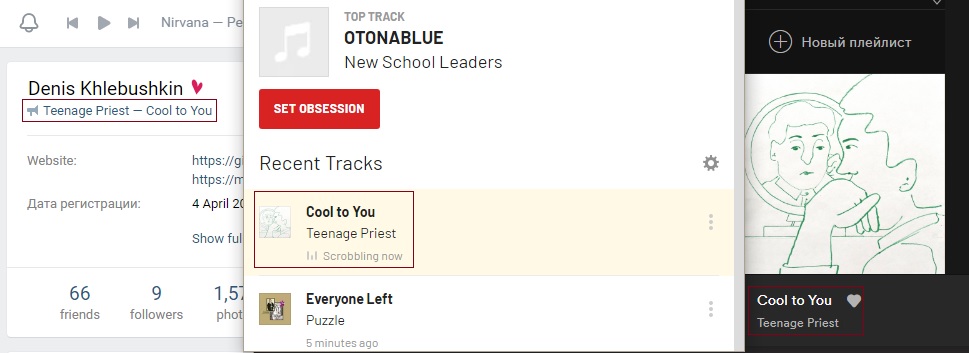 Nirvana — Pe
Denis Khlebushkin
Teenage Priest — Cool to You
Website:
https://g
https://m
Дата регистрации:
4 April 20
Show ful
66
friends
9
followers
1,57
phot
TOP TRACK
OTONABLUE
New School Leaders
SET OBSESSION
Recent Tracks
Cool to You
Teenage Priest
Scrobbling now
Everyone Left
Puzzle
5 minutes ago
Новый плейлист
Cool to You
Teenage Priest